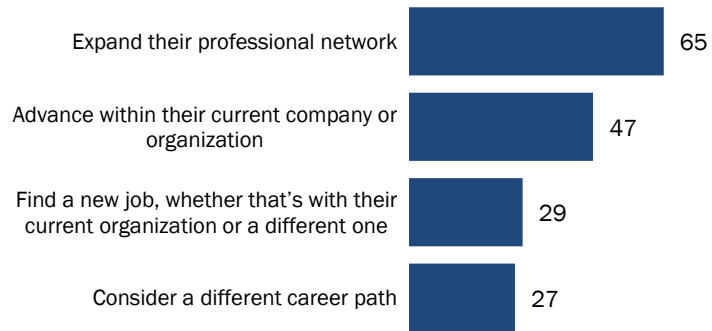 Expand their professional network 65
Advance within their current company or
organization 47
Find a new job, whether that’s with their
current organization or a different one 29
Consider a different career path 27